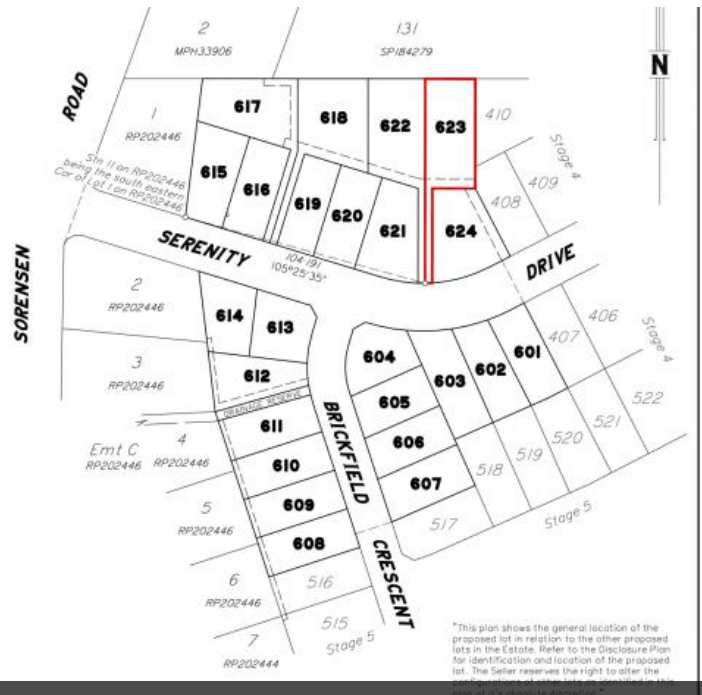 2
MPH33906
131
SP184279
N
ROAD
1
RP202446
617
618
622
623
410
Stn II on RP202446
being the south eastern
Cor of Lot 1 on RP202446
615
616
619
620
621
624
408
409
Stage 4
SERENITY
104·191
105°25'35"
DRIVE
SORENSEN
2
RP202446
614
613
604
603
602
601
407
406
Stage 4
3
RP202446
612
DRAINAGE RESERVE
605
606
607
522
521
520
519
518
517
Stage 5
Emt C
RP202446
4
RP202446
611
610
609
608
BRICKFIELD
CRESCENT
5
RP202446
6
RP202446
516
515
Stage 5
7
RP202444
"This plan shows the general location of the
proposed lot in relation to the other proposed
lots in the Estate. Refer to the Disclosure Plan
for identification and location of the proposed
lot. The Seller reserves the right to alter the
configurations of other lots as identified in this
plan at it's absolute discretion."